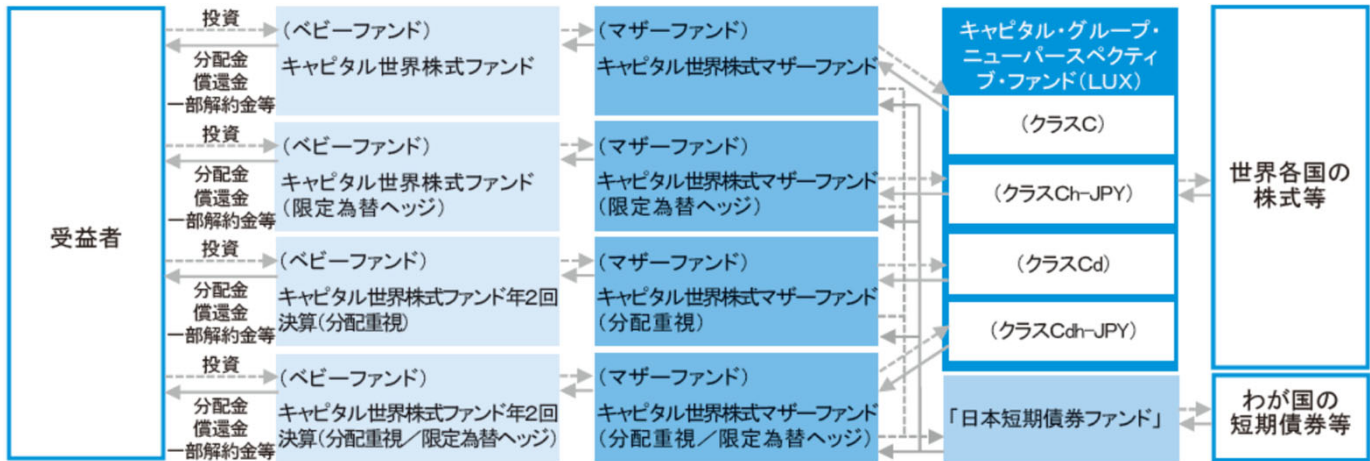 受益者
投資
分配金
償還金
一部解約金等
(ベビーファンド)
キャピタル世界株式ファンド
(マザーファンド)
キャピタル世界株式マザーファンド
投資
分配金
償還金
一部解約金等
(ベビーファンド)
キャピタル世界株式ファンド
(限定為替ヘッジ)
(マザーファンド)
キャピタル世界株式マザーファンド
(限定為替ヘッジ)
投資
分配金
償還金
一部解約金等
(ベビーファンド)
キャピタル世界株式ファンド年2回
決算(分配重視)
(マザーファンド)
キャピタル世界株式マザーファンド
(分配重視)
投資
分配金
償還金
一部解約金等
(ベビーファンド)
キャピタル世界株式ファンド年2回
決算(分配重視/限定為替ヘッジ)
(マザーファンド)
キャピタル世界株式マザーファンド
(分配重視/限定為替ヘッジ)
キャピタル・グループ・
ニューパースペクティ
ブ・ファンド(LUX)
(クラスC)
(クラスCh-JPY)
(クラスCd)
(クラスCdh-JPY)
「日本短期債券ファンド」
世界各国の
株式等
わが国の
短期債券等